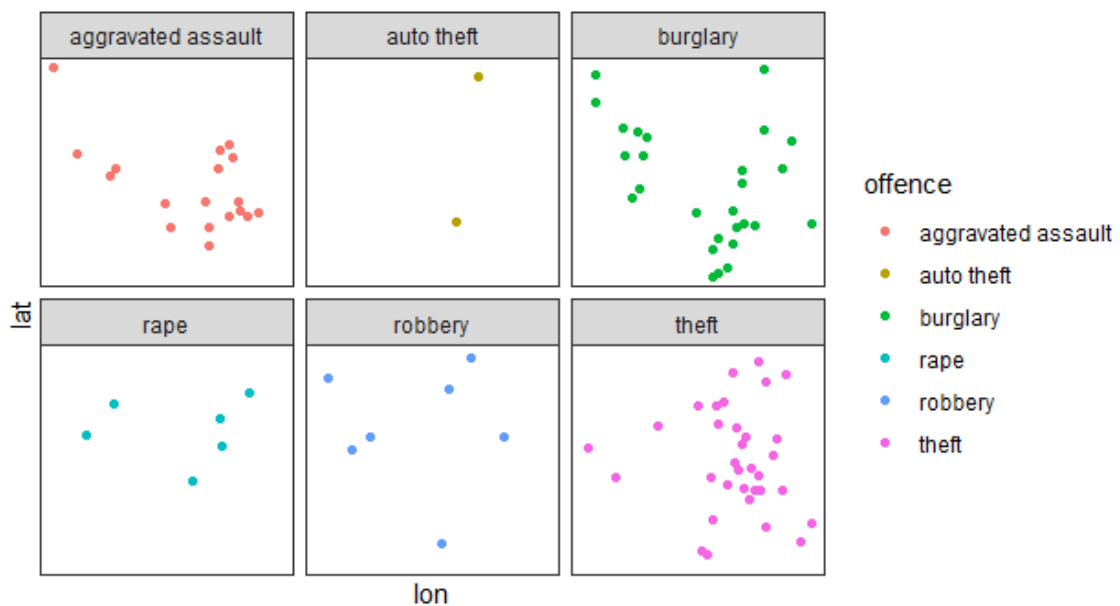 aggravated assault
auto theft
burglary
rape
robbery
theft
lat
lon
offence
aggravated assault
auto theft
burglary
rape
robbery
theft